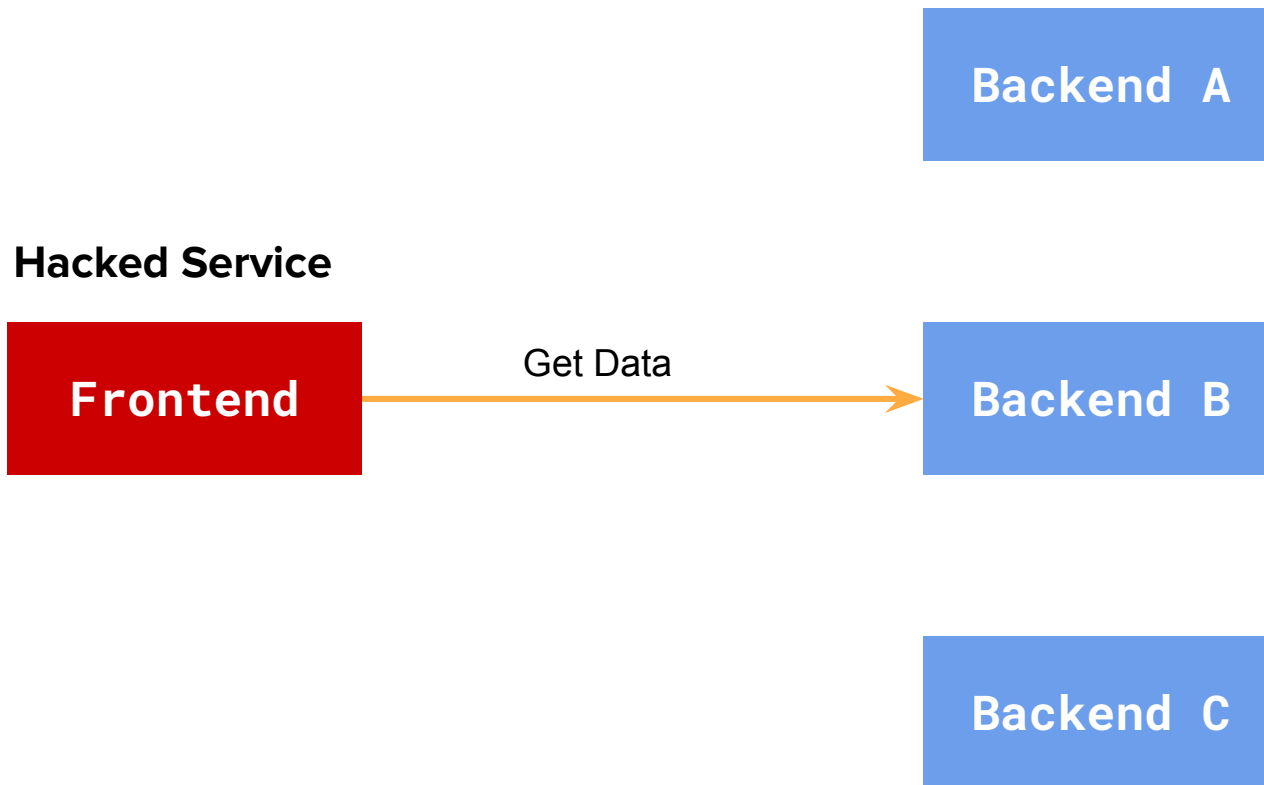 Backend A
Hacked Service
Frontend
Get Data
Backend B
Backend C